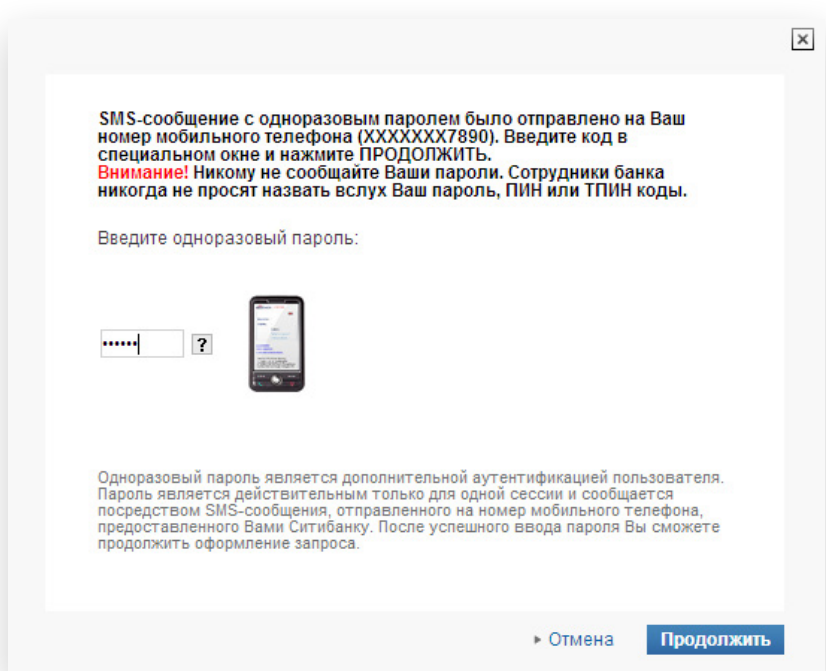 SMS-сообщение с одноразовым паролем было отправлено на Ваш
номер мобильного телефона (XXXXXXX7890). Введите код в
специальном окне и нажмите ПРОДОЛЖИТЬ.
Внимание! Никому не сообщайте Ваши пароли. Сотрудники банка
никогда не просят назвать вслух Ваш пароль, ПИН или ТПИН коды.
Введите одноразовый пароль:
••••••
?
Одноразовый пароль является дополнительной аутентификацией пользователя.
Пароль является действительным только для одной сессии и сообщается
посредством SMS-сообщения, отправленного на номер мобильного телефона,
предоставленного Вами Ситибанку. После успешного ввода пароля Вы сможете
продолжить оформление запроса.
Отмена
Продолжить